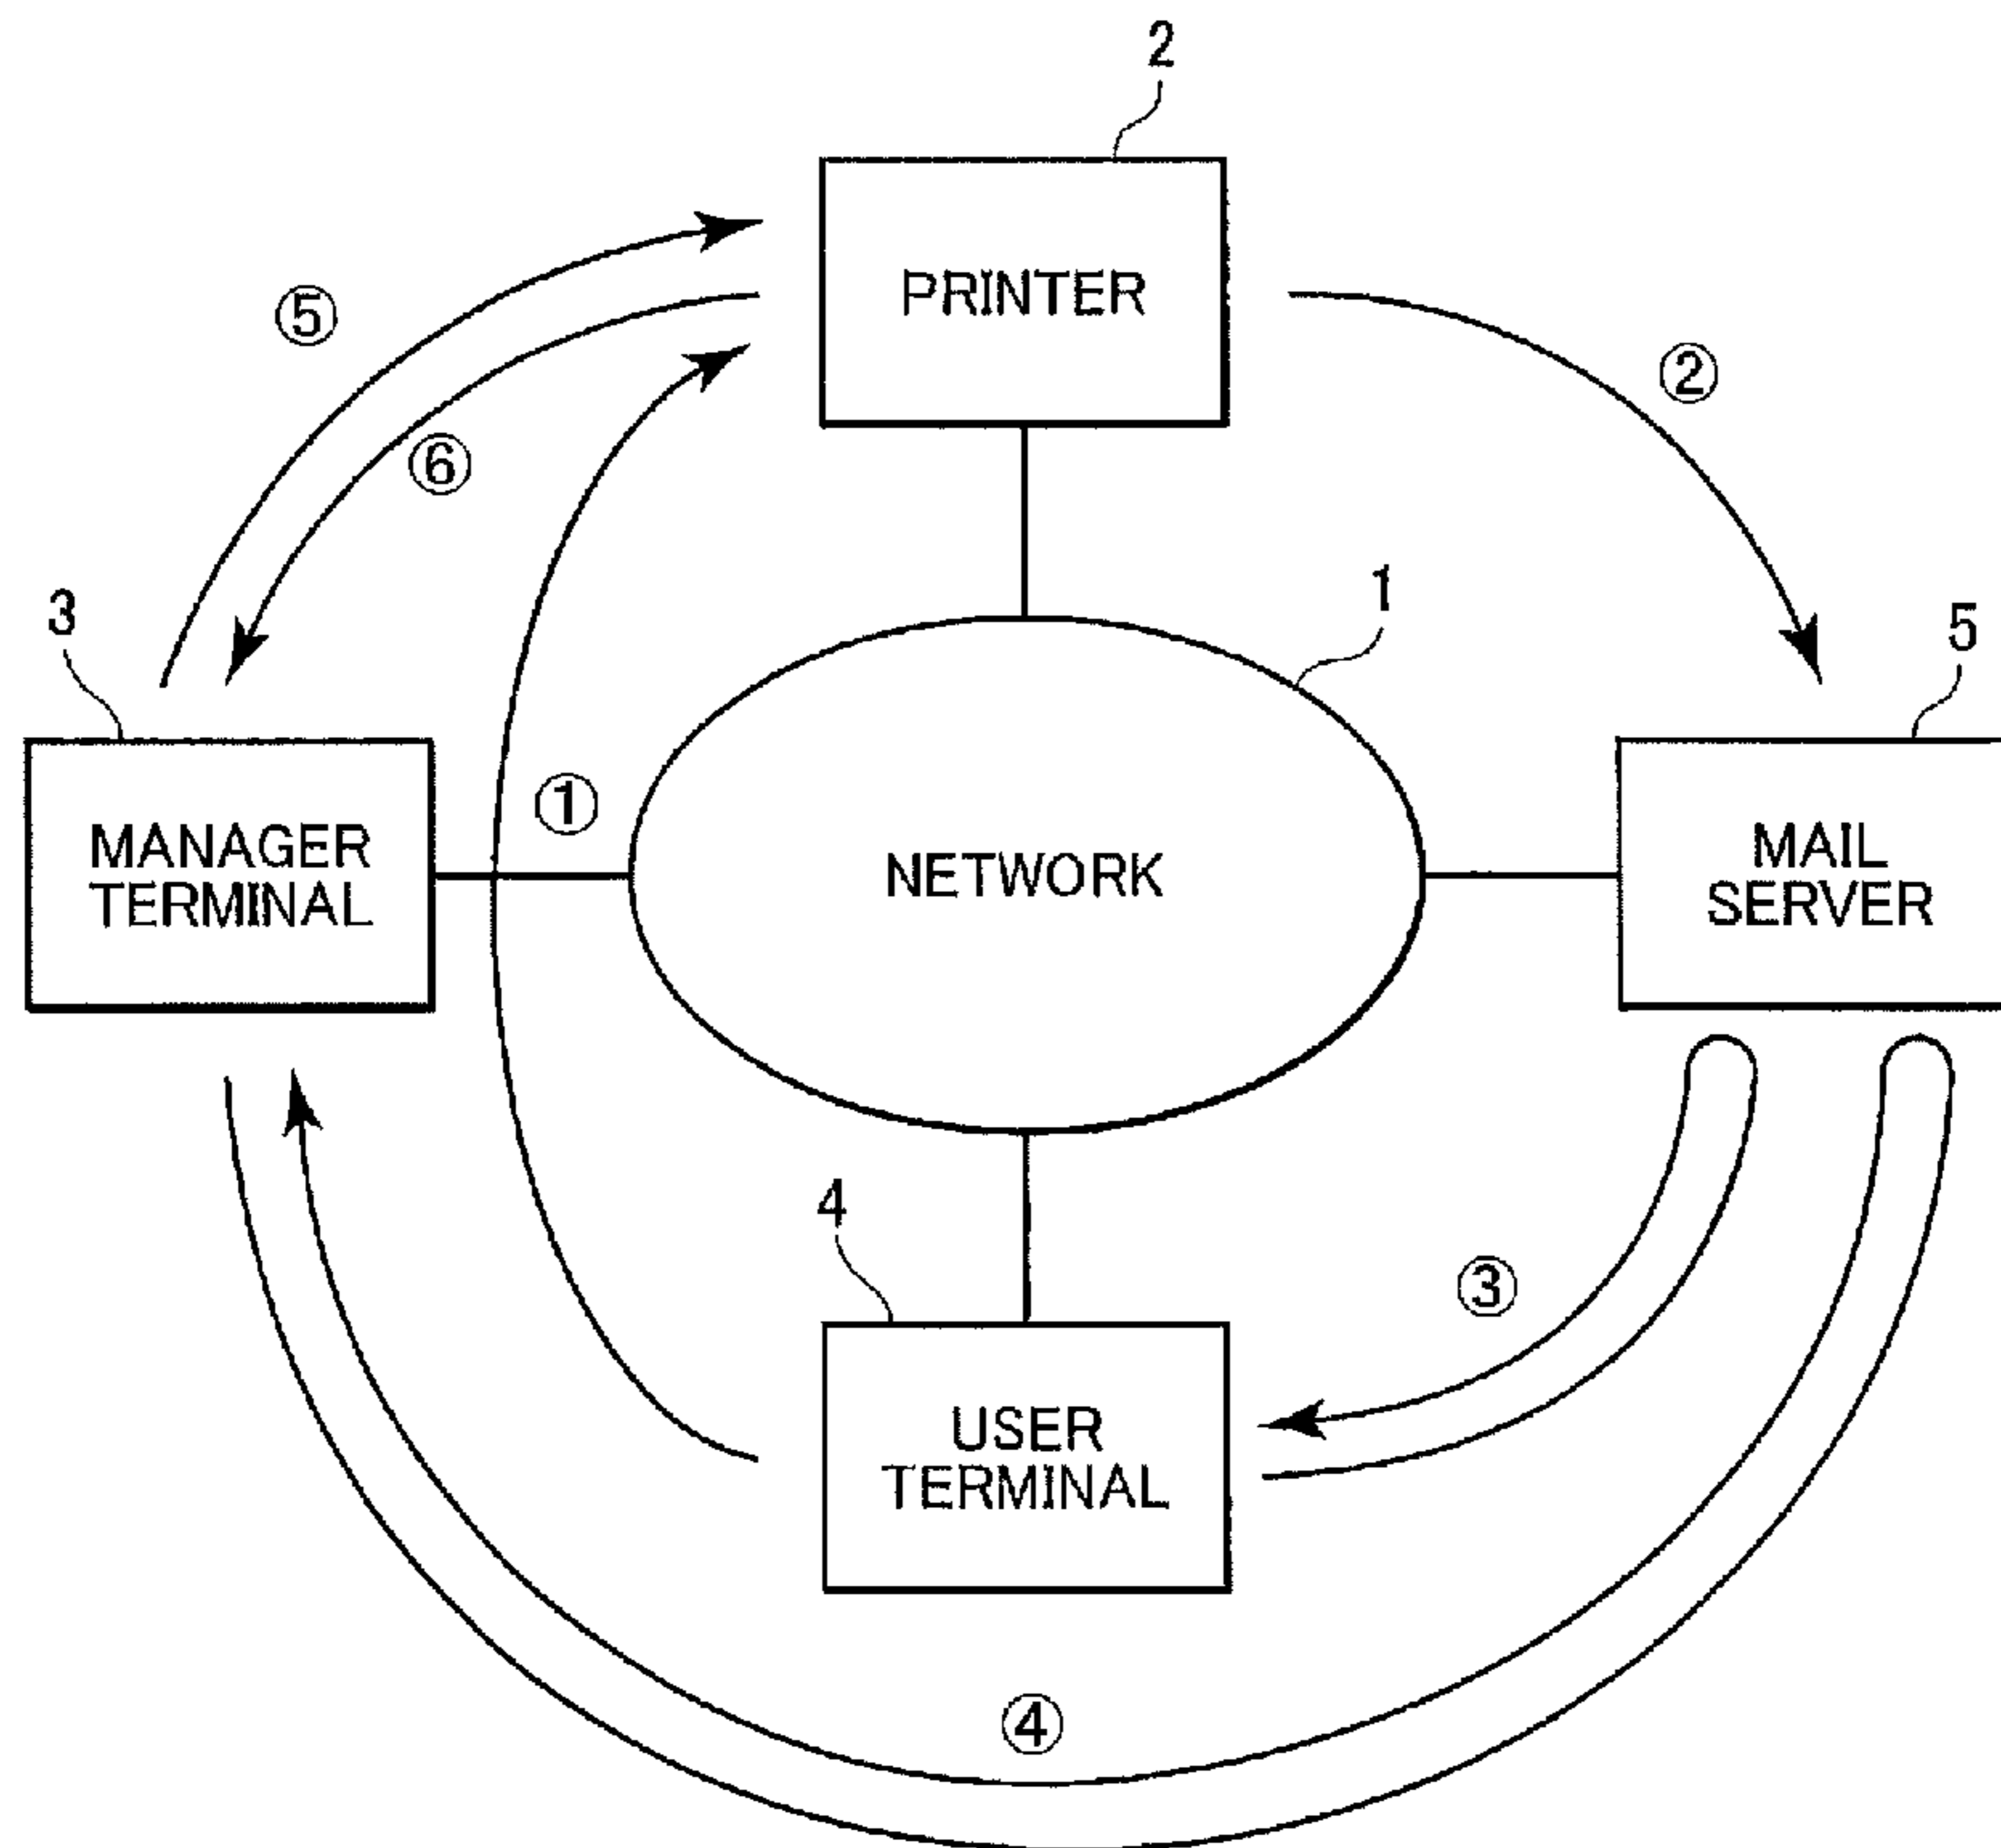 2
PRINTER
⑤
②
⑥
1
3
5
①
MANAGER
TERMINAL
NETWORK
MAIL
SERVER
4
③
USER
TERMINAL
④